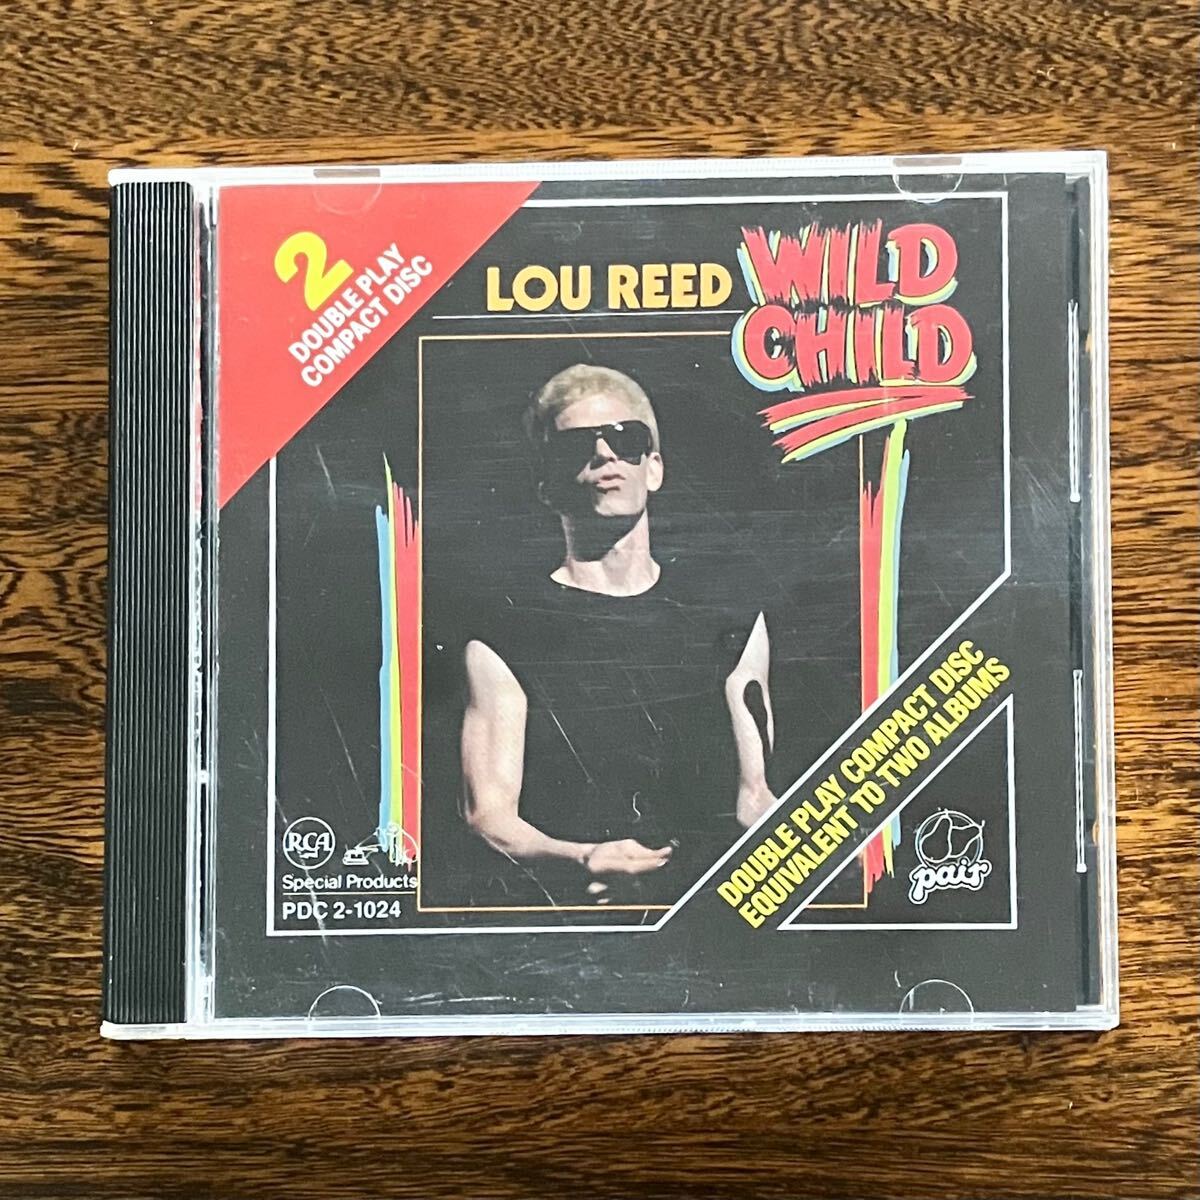 2
DOUBLE PLAY
COMPACT DISC
LOU REED
WILD
CHILD
DOUBLE PLAY COMPACT DISC
EQUIVALENT TO TWO ALBUMS
RCA
Special Products
PDC 2-1024
pair